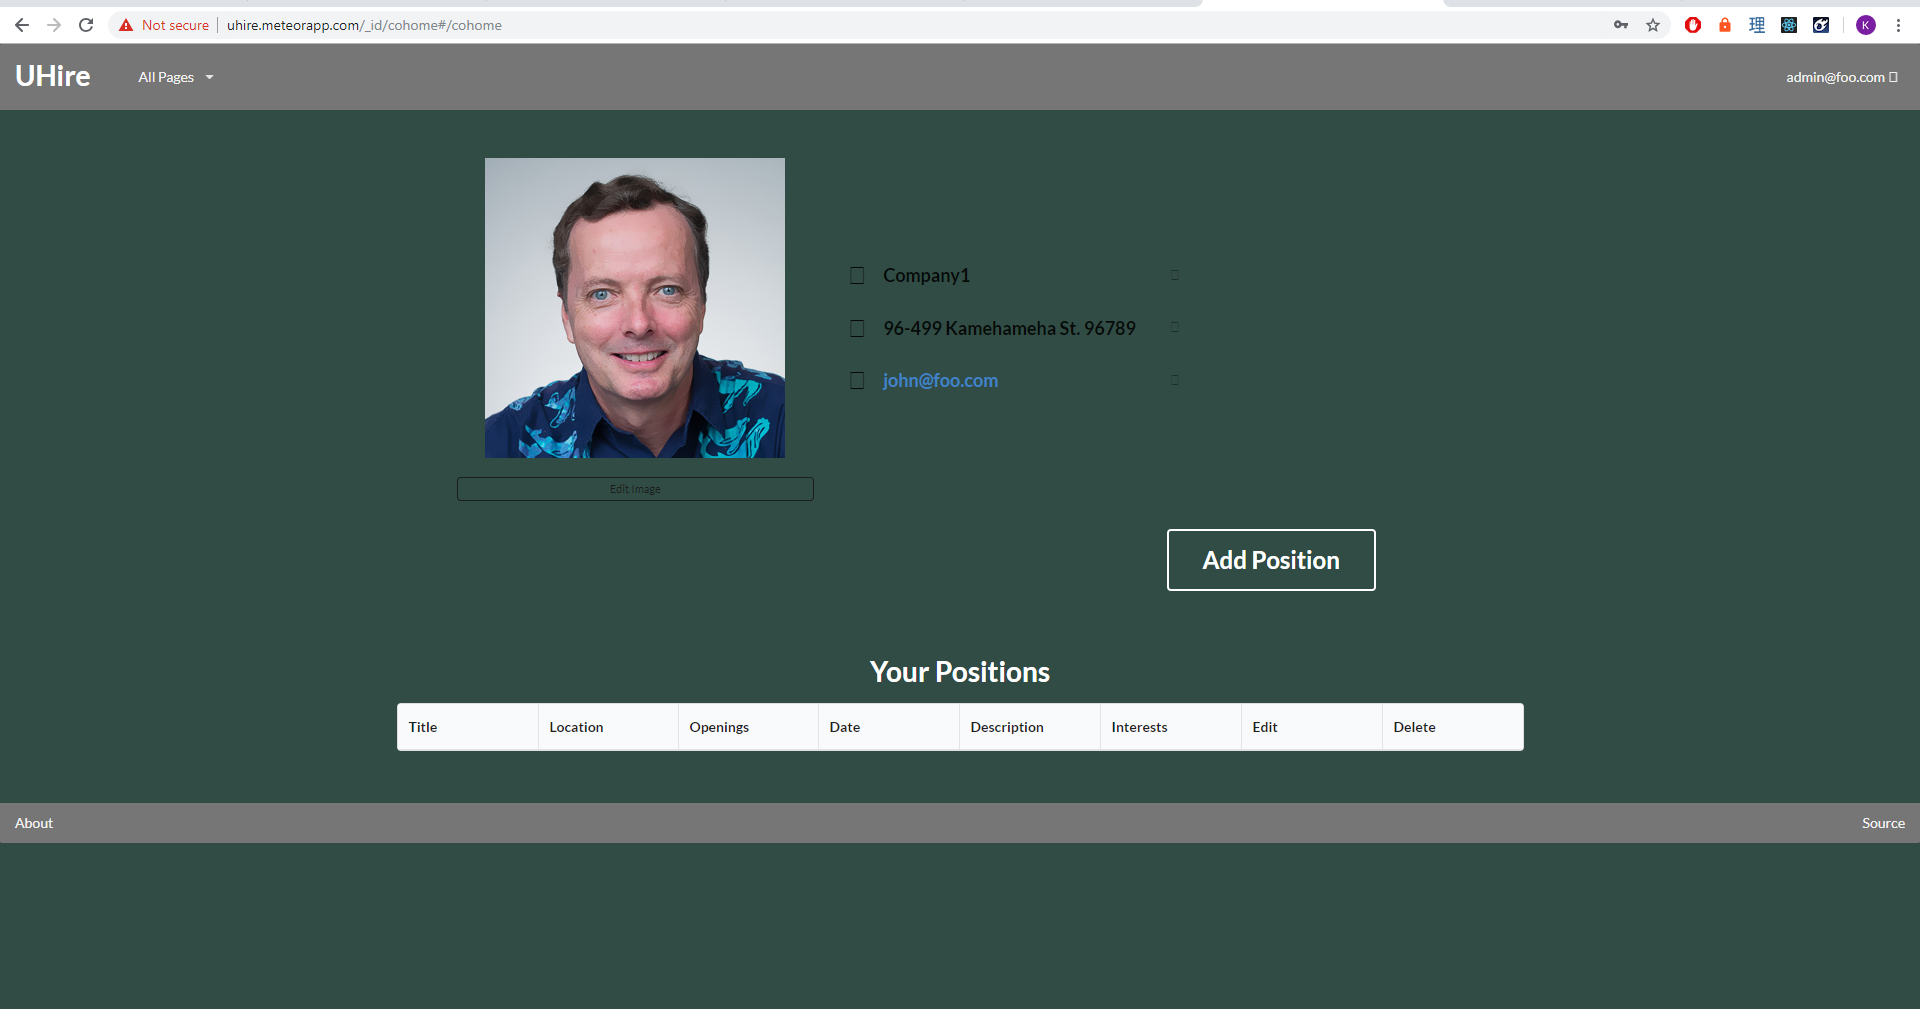 Not secure | uhire.meteorapp.com/_id/cohome#/cohome
理
K
UHire
All Pages
admin@foo.com
Company1
96-499 Kamehameha St. 96789
john@foo.com
Edit Image
Add Position
Your Positions
Title Location Openings Date Description Interests Edit Delete
About
Source